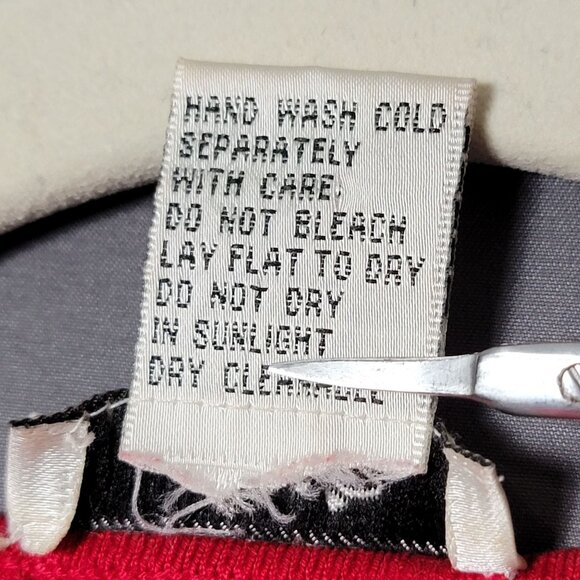 HAND WASH COLD
SEPARATELY
WITH CARE.
DO NOT BLEACH
LAY FLAT TO DRY
DO NOT DRY
IN SUNLIGHT
DRY CLEANABLE